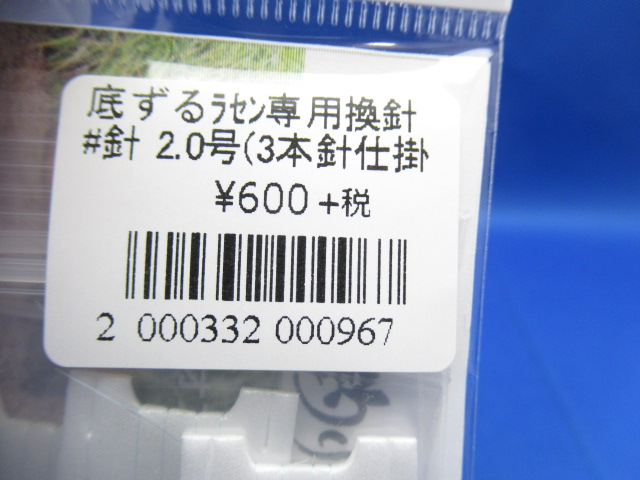 底ずるﾗｾﾝ専用換針
#針 2.0号(3本針仕掛
¥600+税
2 000332 000967